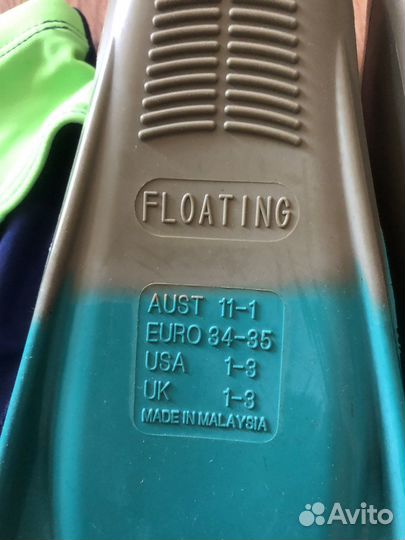 FLOATING
AUST 11-1
EURO 34-35
USA 1-3
UK 1-3
MADE IN MALAYSIA
Avito